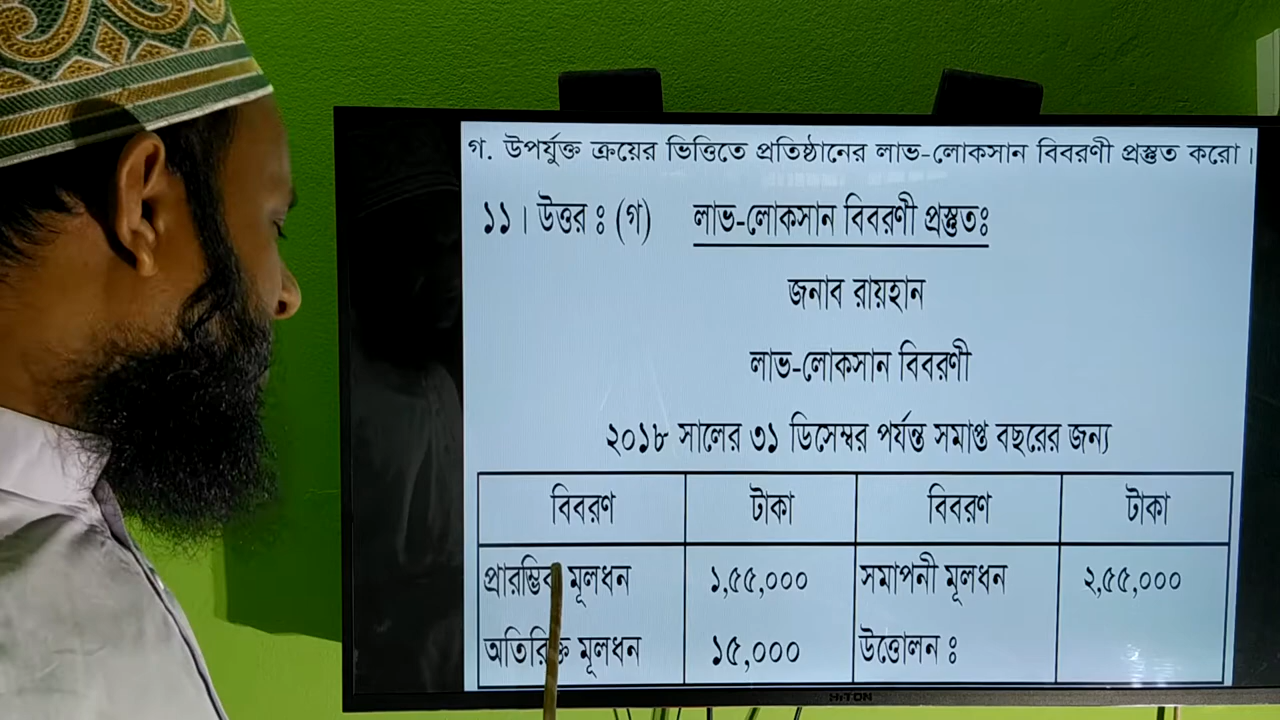 গ. উপর্যুক্ত ক্রয়ের ভিত্তিতে প্রতিষ্ঠানের লাভ-লোকসান বিবরণী প্রস্তুত করো।
১১। উত্তর ঃ (গ) লাভ-লোকসান বিবরণী প্রস্তুতঃ
জনাব রায়হান
লাভ-লোকসান বিবরণী
২০১৮ সালের ৩১ ডিসেম্বর পর্যন্ত সমাপ্ত বছরের জন্য
বিবরণ টাকা বিবরণ টাকা
প্রারম্ভিক মূলধন ১,৫৫,০০০ সমাপনী মূলধন ২,৫৫,০০০
অতিরিক্ত মূলধন ১৫,০০০ উত্তোলন ঃ
HiTON